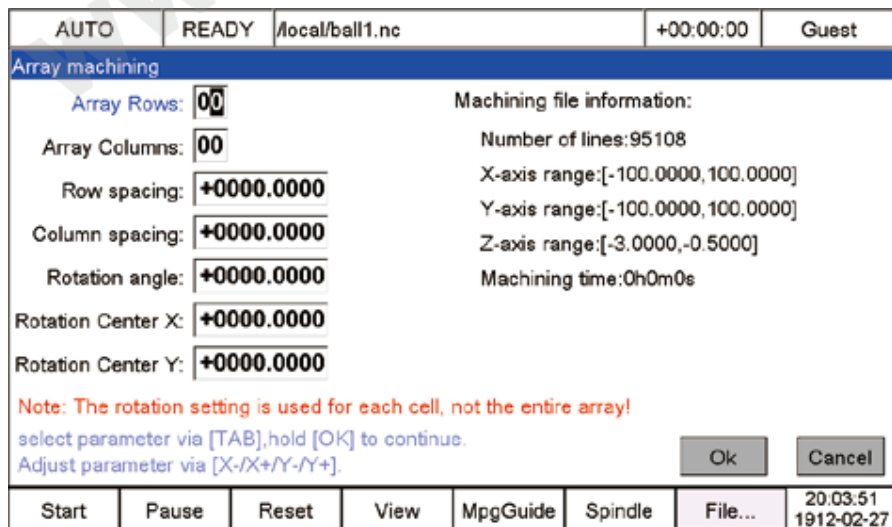 AUTO READY /local/ball1.nc +00:00:00 Guest
Array machining
Array Rows: 00
Array Columns: 00
Row spacing: +0000.0000
Column spacing: +0000.0000
Rotation angle: +0000.0000
Rotation Center X: +0000.0000
Rotation Center Y: +0000.0000
Machining file information:
Number of lines:95108
X-axis range:[-100.0000,100.0000]
Y-axis range:[-100.0000,100.0000]
Z-axis range:[-3.0000,-0.5000]
Machining time:0h0m0s
Note: The rotation setting is used for each cell, not the entire array!
select parameter via [TAB],hold [OK] to continue.
Adjust parameter via [X-/X+/Y-/Y+].
Ok Cancel
Start Pause Reset View MpgGuide Spindle File... 20:03:51
1912-02-27